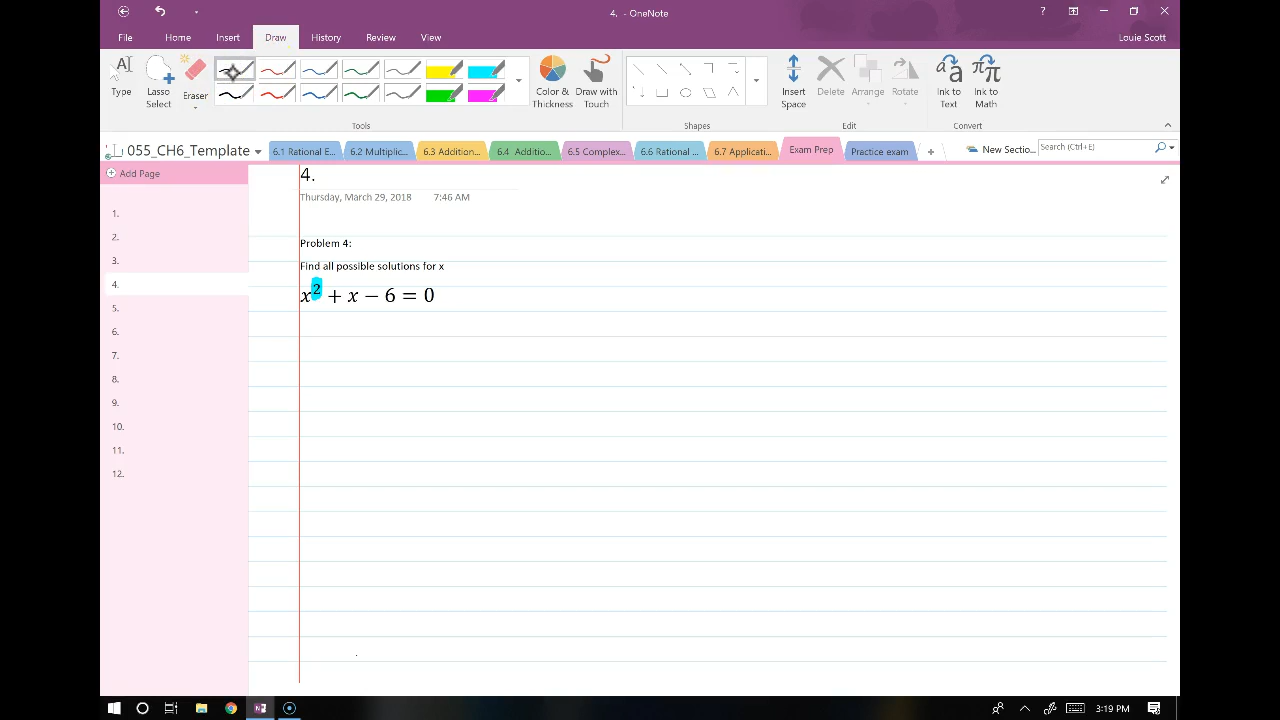 4. - OneNote
?
File Home Insert Draw History Review View Louie Scott
Type
Lasso Select
Eraser
Color & Thickness
Draw with Touch
Insert Space
Delete
Arrange
Rotate
Ink to Text
Ink to Math
Tools Shapes Edit Convert
055_CH6_Template 6.1 Rational E... 6.2 Multiplic... 6.3 Addition... 6.4 Additio... 6.5 Complex... 6.6 Rational ... 6.7 Applicati... Exam Prep Practice exam + New Sectio... Search (Ctrl+E)
Add Page
1.
2.
3.
4.
5.
6.
7.
8.
9.
10.
11.
12.
4.
Thursday, March 29, 2018 7:46 AM
Problem 4:
Find all possible solutions for x
x² + x − 6 = 0
3:19 PM